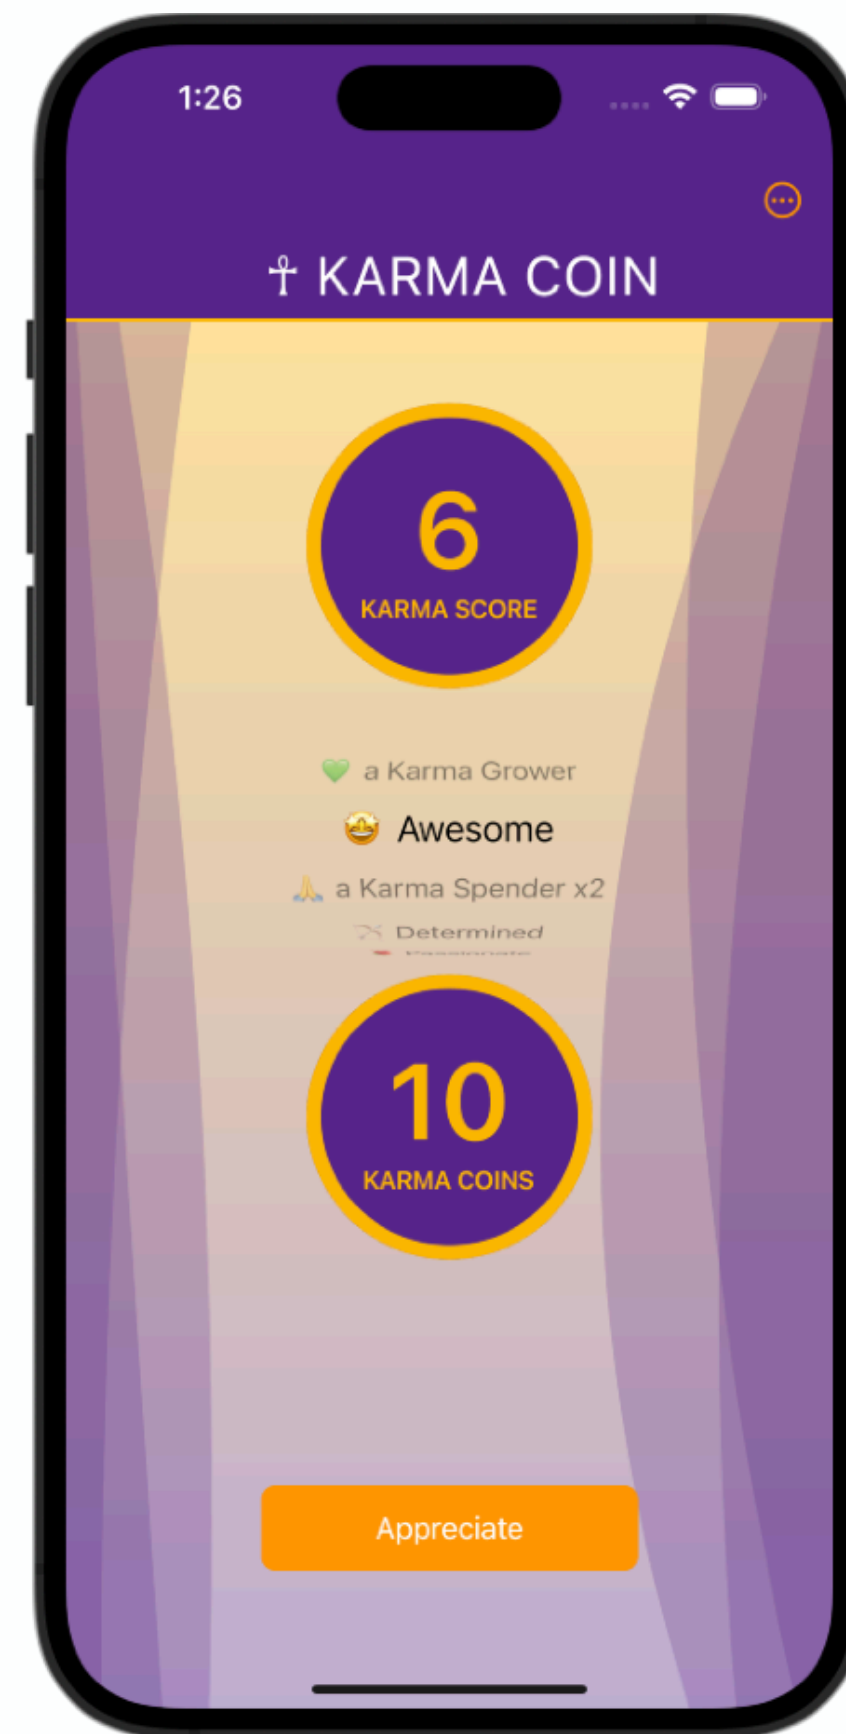 1:26
☥ KARMA COIN
6
KARMA SCORE
💚 a Karma Grower
🤩 Awesome
🙏 a Karma Spender x2
Determined
10
KARMA COINS
Appreciate